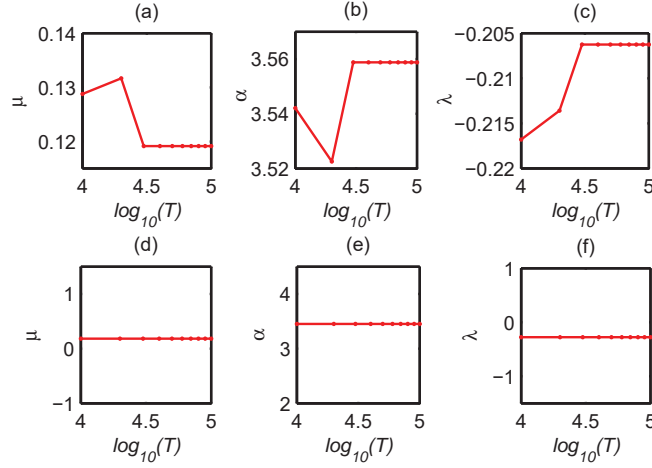 (a)
(b)
(c)
0.14
0.13
0.12
μ
4
4.5
5
log10(T)
3.56
3.54
3.52
α
4
4.5
5
log10(T)
−0.205
−0.21
−0.215
−0.22
λ
4
4.5
5
log10(T)
(d)
(e)
(f)
1
0
−1
μ
4
4.5
5
log10(T)
4
3
2
α
4
4.5
5
log10(T)
1
0
−1
λ
4
4.5
5
log10(T)